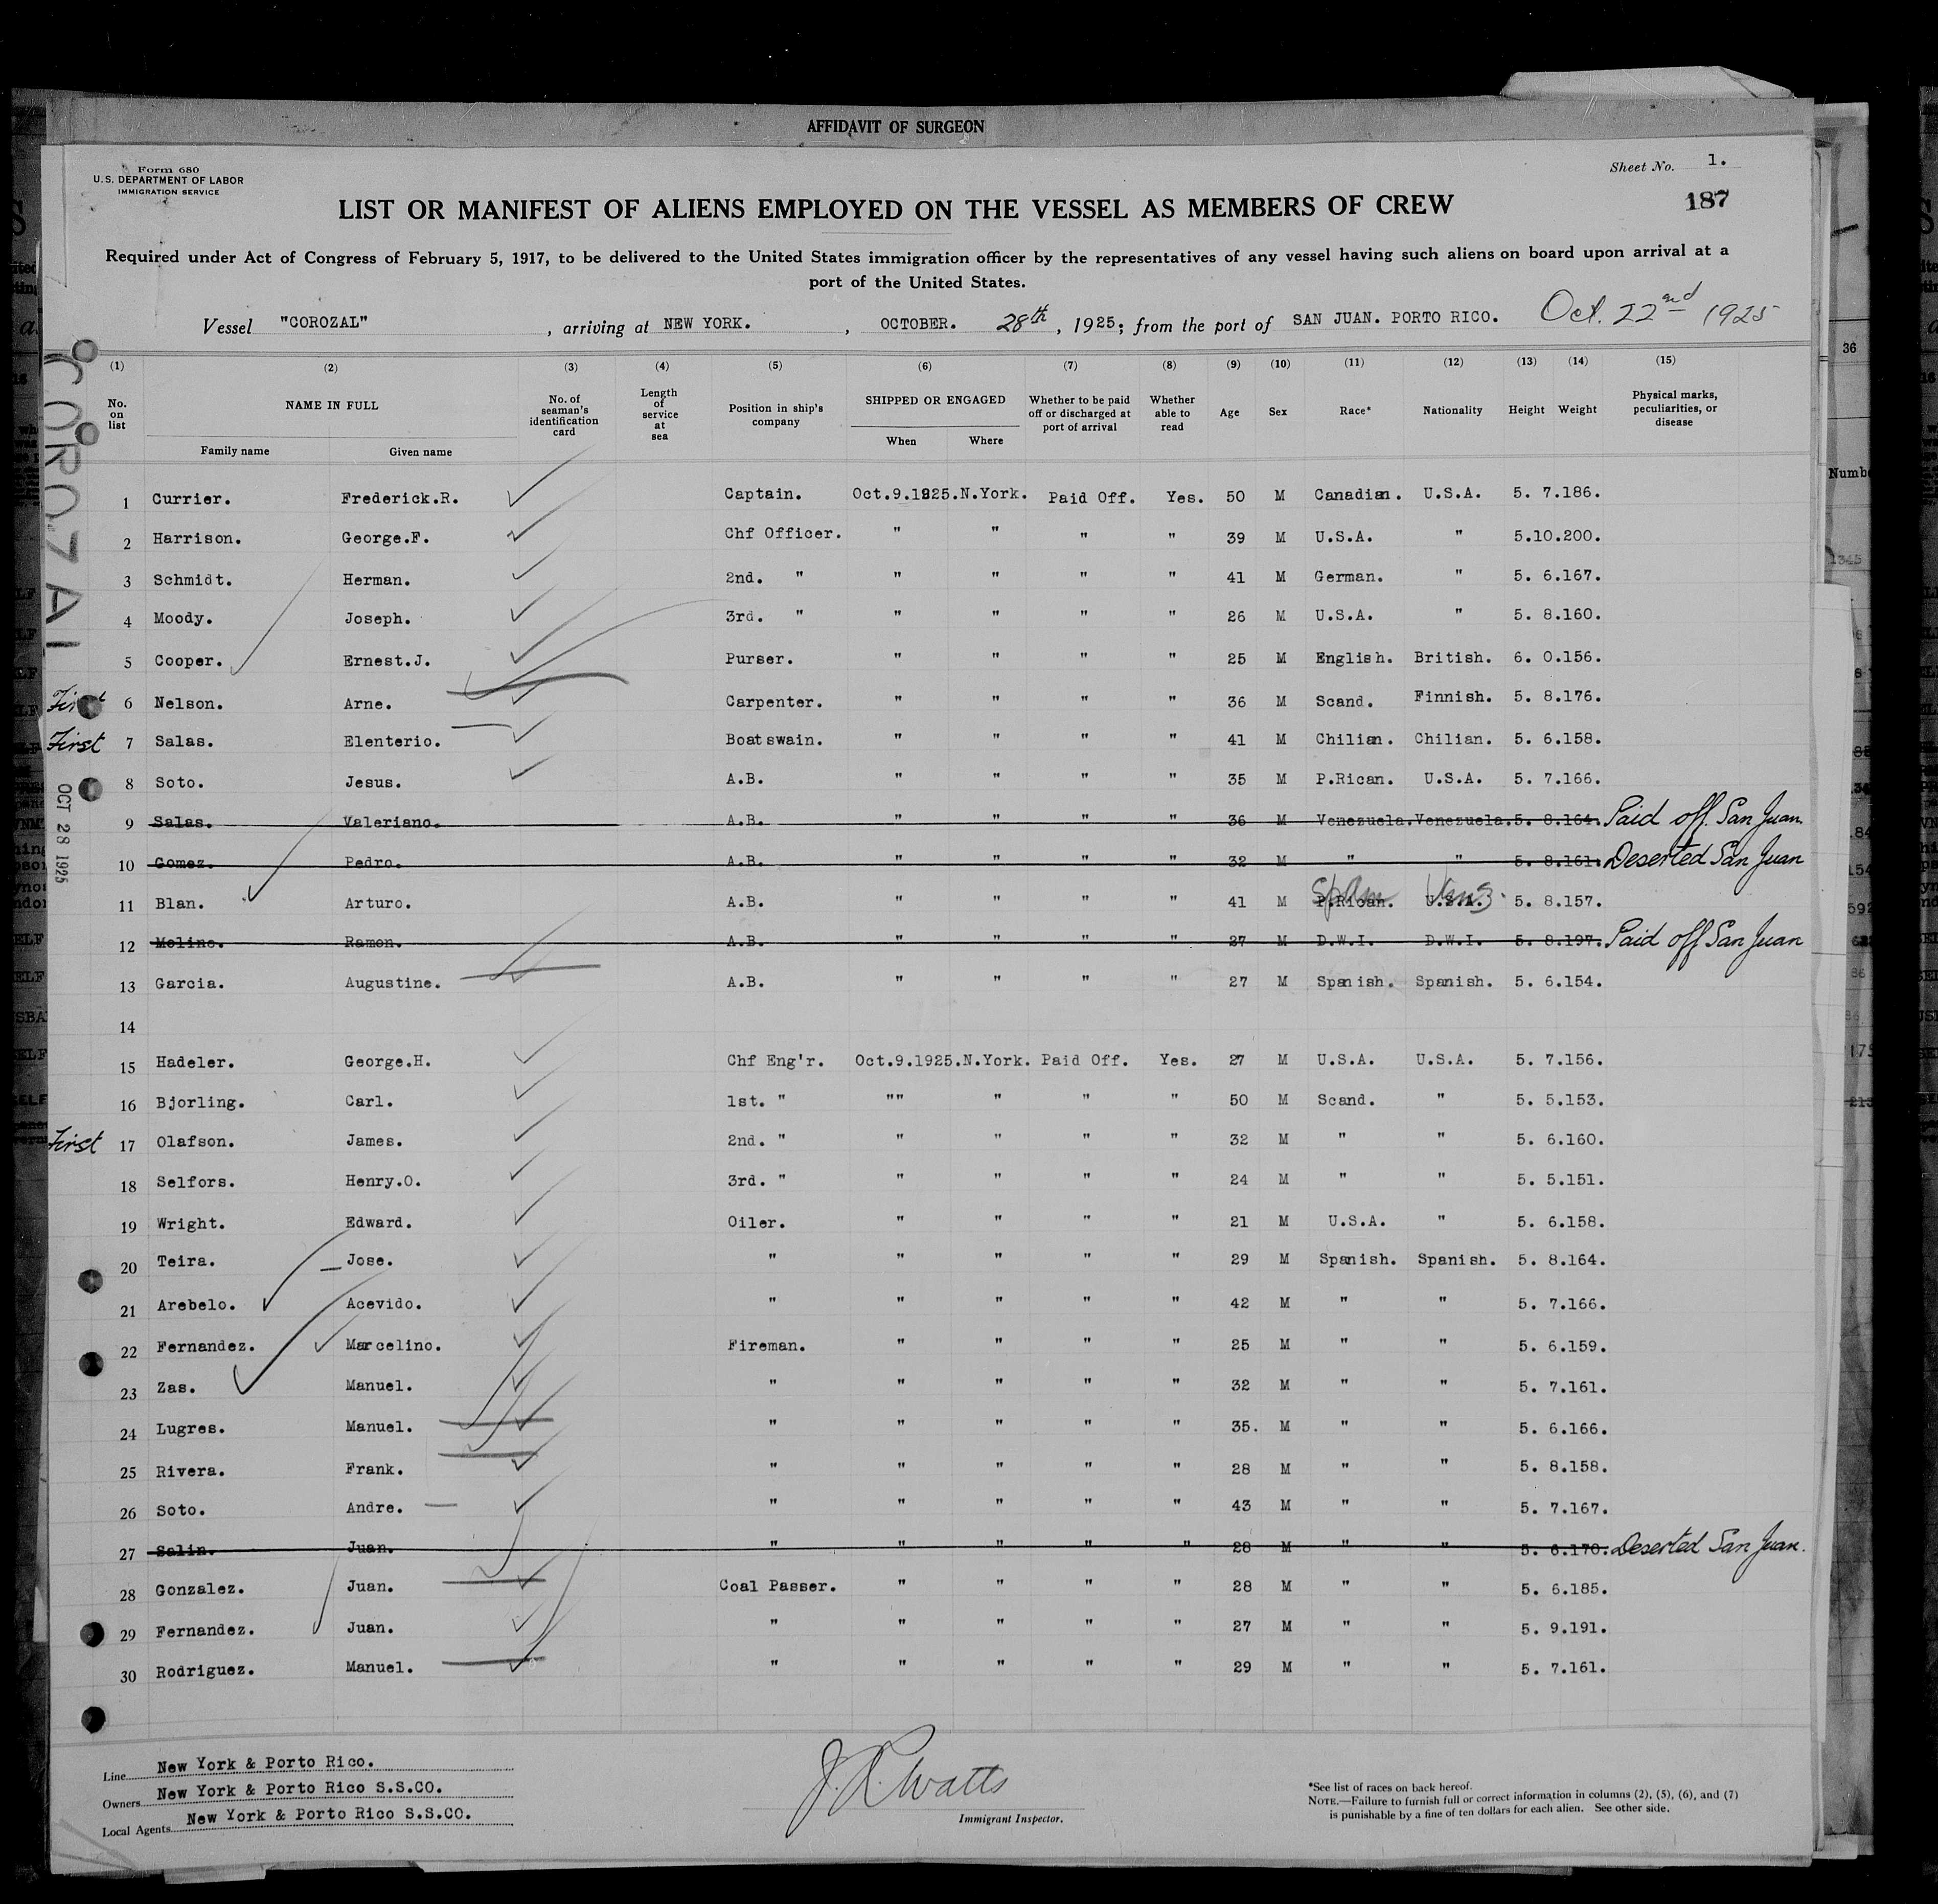 AFFIDAVIT OF SURGEON
Form 680
U.S. DEPARTMENT OF LABOR
IMMIGRATION SERVICE
Sheet No. 1.
187
LIST OR MANIFEST OF ALIENS EMPLOYED ON THE VESSEL AS MEMBERS OF CREW
Required under Act of Congress of February 5, 1917, to be delivered to the United States immigration officer by the representatives of any vessel having such aliens on board upon arrival at a
port of the United States.
Vessel "COROZAL", arriving at NEW YORK., OCTOBER. 28th, 1925; from the port of SAN JUAN. PORTO RICO. Oct. 22nd 1925
(1) (2) (3) (4) (5) (6) (7) (8) (9) (10) (11) (12) (13) (14) (15)
No. on list
NAME IN FULL
Family name Given name
No. of seaman's identification card
Length of service at sea
Position in ship's company
SHIPPED OR ENGAGED
When Where
Whether to be paid off or discharged at port of arrival
Whether able to read
Age Sex Race* Nationality Height Weight
Physical marks, peculiarities, or disease
COROZAL
OCT 28 1925
1 Currier. Frederick.R. Captain. Oct.9.1925.N.York. Paid Off. Yes. 50 M Canadian. U.S.A. 5. 7.186.
2 Harrison. George.F. Chf Officer. " " " " 39 M U.S.A. " 5.10.200.
3 Schmidt. Herman. 2nd. " " " " " 41 M German. " 5. 6.167.
4 Moody. Joseph. 3rd. " " " " " 26 M U.S.A. " 5. 8.160.
5 Cooper. Ernest.J. Purser. " " " " 25 M English. British. 6. 0.156.
First 6 Nelson. Arne. Carpenter. " " " " 36 M Scand. Finnish. 5. 8.176.
First 7 Salas. Elenterio. Boatswain. " " " " 41 M Chilian. Chilian. 5. 6.158.
8 Soto. Jesus. A.B. " " " " 35 M P.Rican. U.S.A. 5. 7.166.
9 Salas. Valeriano. A.B. " " " " 36 M Venezuela.Venezuela.5. 8.164. Paid off. San Juan.
10 Gomez. Pedro. A.B. " " " " 32 M " " 5. 8.161. Deserted San Juan
11 Blan. Arturo. A.B. " " " " 41 M P.Rican. U.S.A. 5. 8.157.
12 Molino. Ramon. A.B. " " " " 27 M D.W.I. D.W.I. 5. 8.197. Paid off San Juan
13 Garcia. Augustine. A.B. " " " " 27 M Spanish. Spanish. 5. 6.154.
14
15 Hadeler. George.H. Chf Eng'r. Oct.9.1925.N.York. Paid Off. Yes. 27 M U.S.A. U.S.A. 5. 7.156.
16 Bjorling. Carl. 1st. " "" " " " 50 M Scand. " 5. 5.153.
First 17 Olafson. James. 2nd. " " " " " 32 M " " 5. 6.160.
18 Selfors. Henry.O. 3rd. " " " " " 24 M " " 5. 5.151.
19 Wright. Edward. Oiler. " " " " 21 M U.S.A. " 5. 6.158.
20 Teira. Jose. " " " " " 29 M Spanish. Spanish. 5. 8.164.
21 Arebelo. Acevido. " " " " " 42 M " " 5. 7.166.
22 Fernandez. Marcelino. Fireman. " " " " 25 M " " 5. 6.159.
23 Zas. Manuel. " " " " " 32 M " " 5. 7.161.
24 Lugres. Manuel. " " " " " 35. M " " 5. 6.166.
25 Rivera. Frank. " " " " " 28 M " " 5. 8.158.
26 Soto. Andre. " " " " " 43 M " " 5. 7.167.
27 Salin. Juan. " " " " " 28 M " " 5. 6.170. Deserted San Juan.
28 Gonzalez. Juan. Coal Passer. " " " " 28 M " " 5. 6.185.
29 Fernandez. Juan. " " " " " 27 M " " 5. 9.191.
30 Rodriguez. Manuel. " " " " " 29 M " " 5. 7.161.
Line New York & Porto Rico.
Owners New York & Porto Rico S.S.CO.
Local Agents New York & Porto Rico S.S.CO.
J. R. Watts
Immigrant Inspector.
*See list of races on back hereof.
NOTE.—Failure to furnish full or correct information in columns (2), (5), (6), and (7)
is punishable by a fine of ten dollars for each alien. See other side.